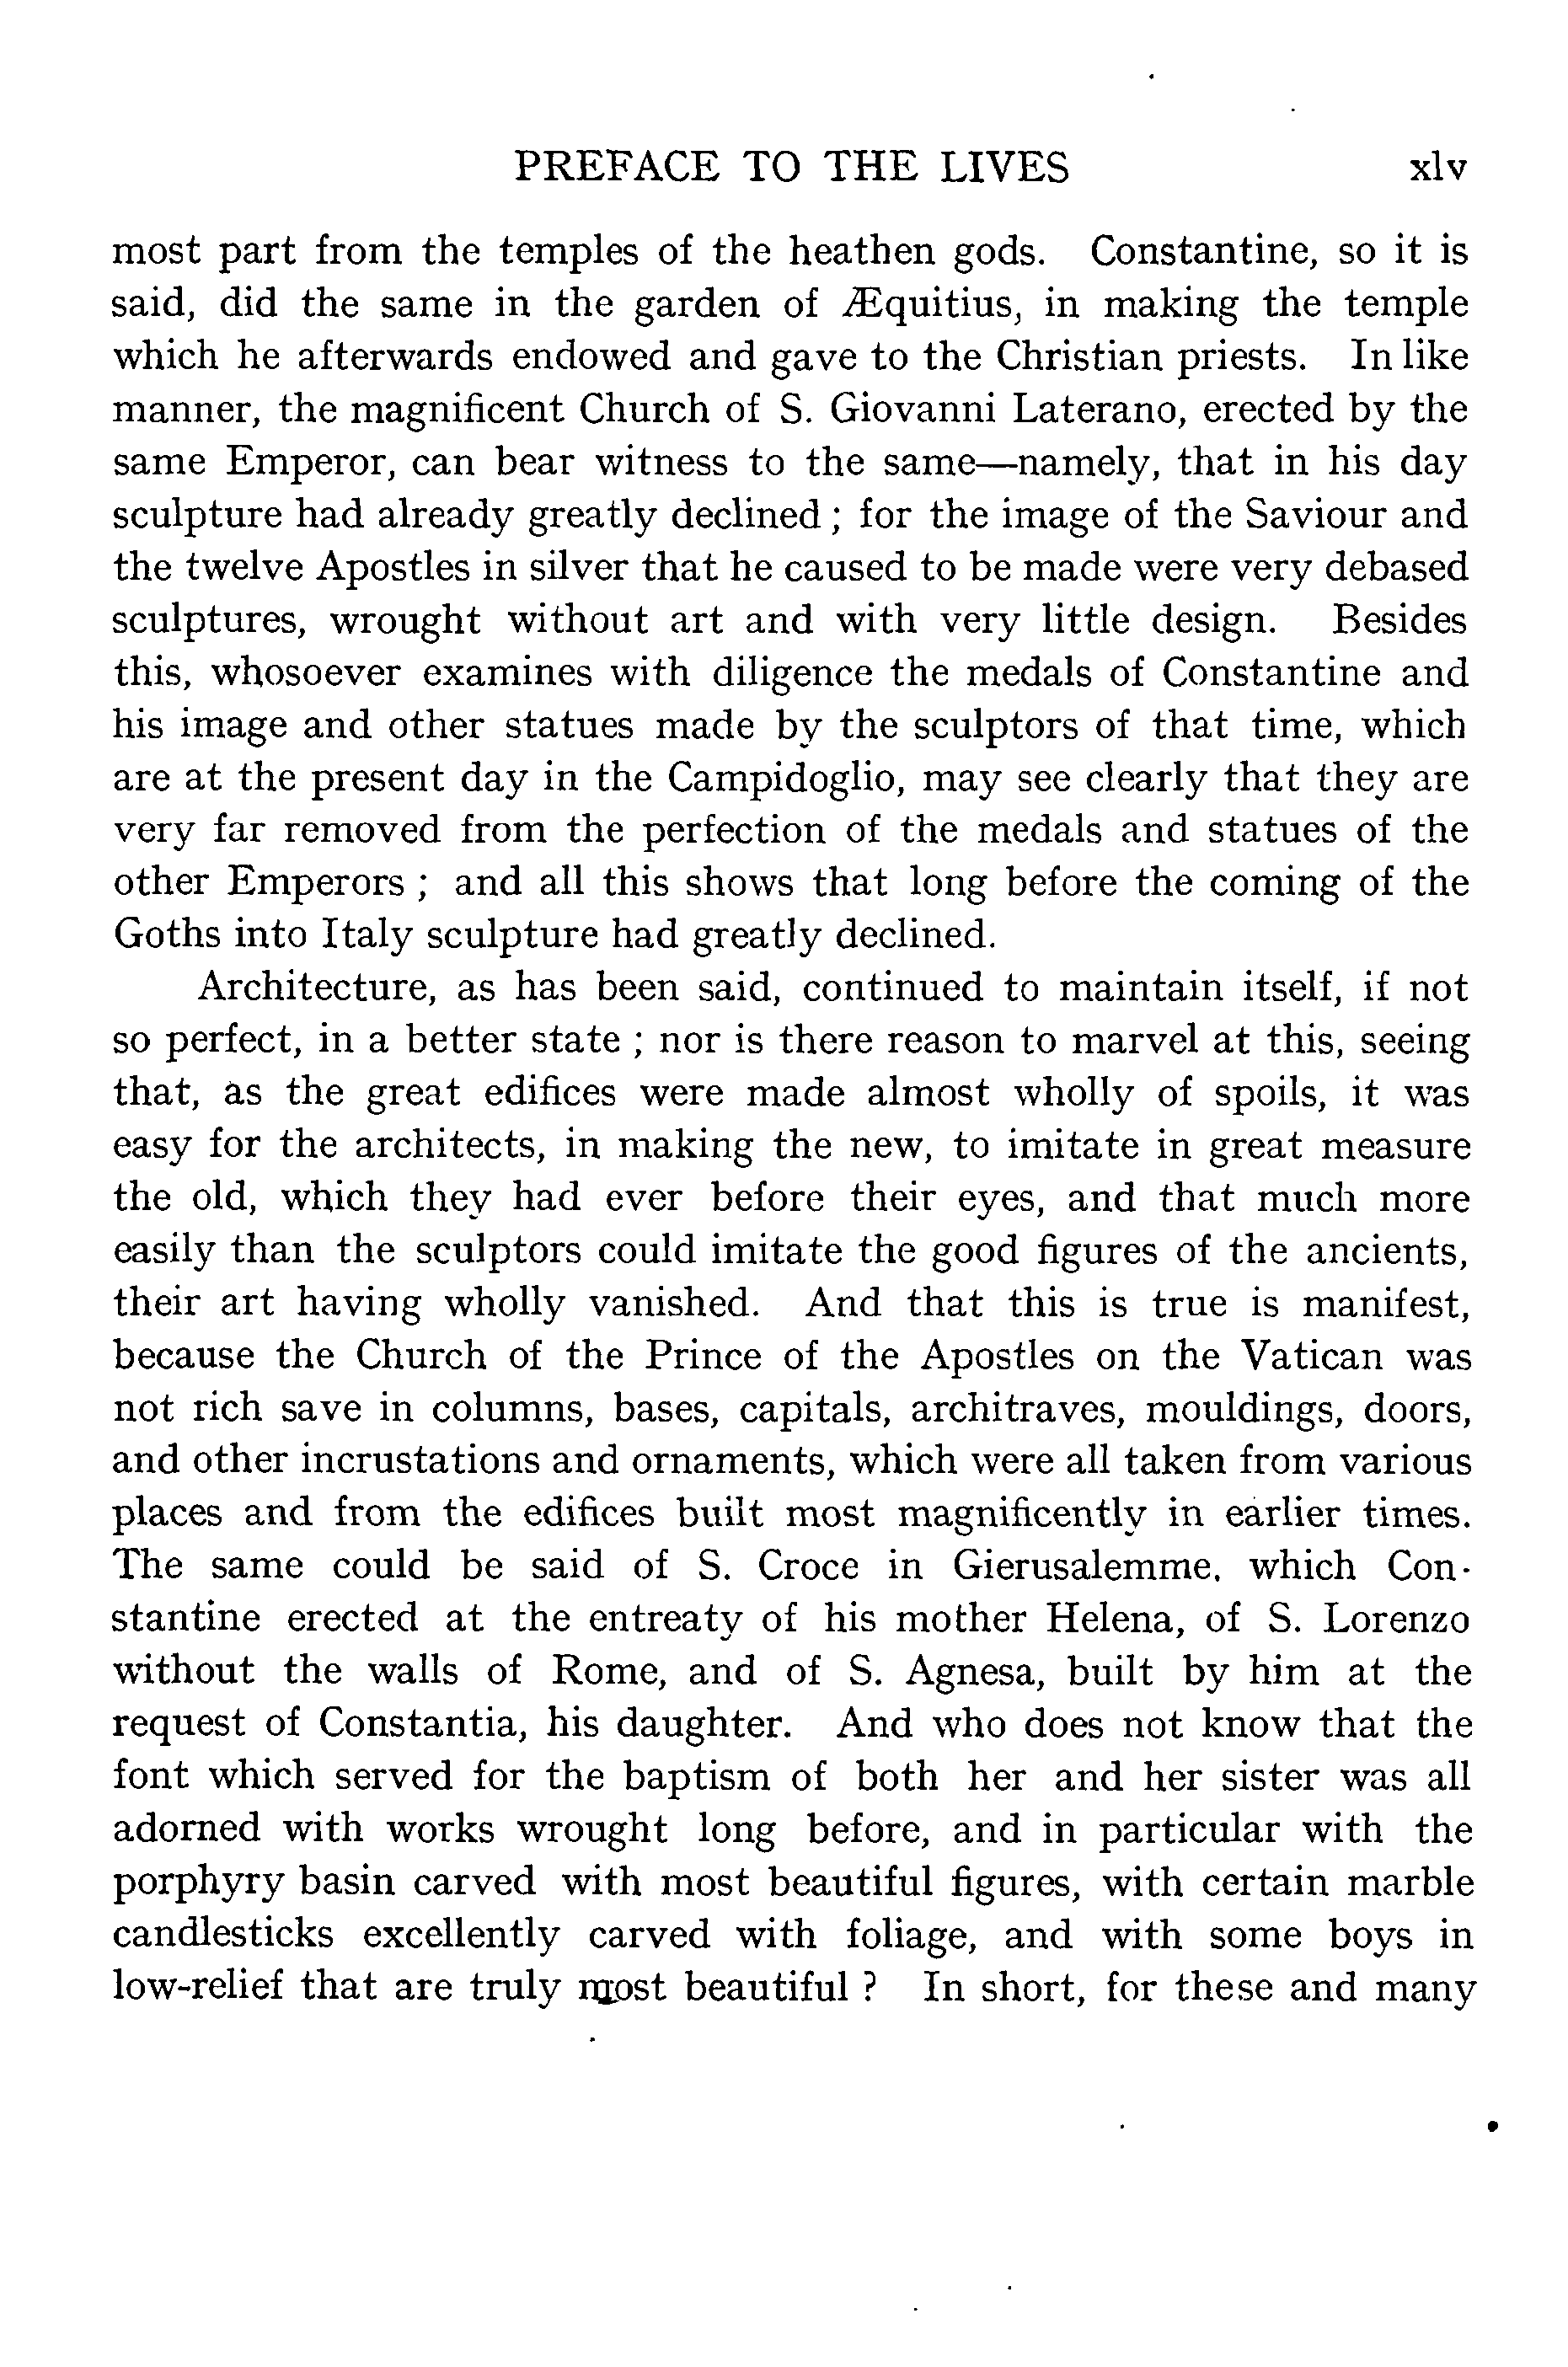 PREFACE TO THE LIVES xlv
most part from the temples of the heathen gods. Constantine, so it is
said, did the same in the garden of Æquitius, in making the temple
which he afterwards endowed and gave to the Christian priests. In like
manner, the magnificent Church of S. Giovanni Laterano, erected by the
same Emperor, can bear witness to the same—namely, that in his day
sculpture had already greatly declined ; for the image of the Saviour and
the twelve Apostles in silver that he caused to be made were very debased
sculptures, wrought without art and with very little design. Besides
this, whosoever examines with diligence the medals of Constantine and
his image and other statues made by the sculptors of that time, which
are at the present day in the Campidoglio, may see clearly that they are
very far removed from the perfection of the medals and statues of the
other Emperors ; and all this shows that long before the coming of the
Goths into Italy sculpture had greatly declined.
Architecture, as has been said, continued to maintain itself, if not
so perfect, in a better state ; nor is there reason to marvel at this, seeing
that, as the great edifices were made almost wholly of spoils, it was
easy for the architects, in making the new, to imitate in great measure
the old, which they had ever before their eyes, and that much more
easily than the sculptors could imitate the good figures of the ancients,
their art having wholly vanished. And that this is true is manifest,
because the Church of the Prince of the Apostles on the Vatican was
not rich save in columns, bases, capitals, architraves, mouldings, doors,
and other incrustations and ornaments, which were all taken from various
places and from the edifices built most magnificently in earlier times.
The same could be said of S. Croce in Gierusalemme, which Con-
stantine erected at the entreaty of his mother Helena, of S. Lorenzo
without the walls of Rome, and of S. Agnesa, built by him at the
request of Constantia, his daughter. And who does not know that the
font which served for the baptism of both her and her sister was all
adorned with works wrought long before, and in particular with the
porphyry basin carved with most beautiful figures, with certain marble
candlesticks excellently carved with foliage, and with some boys in
low-relief that are truly most beautiful ? In short, for these and many